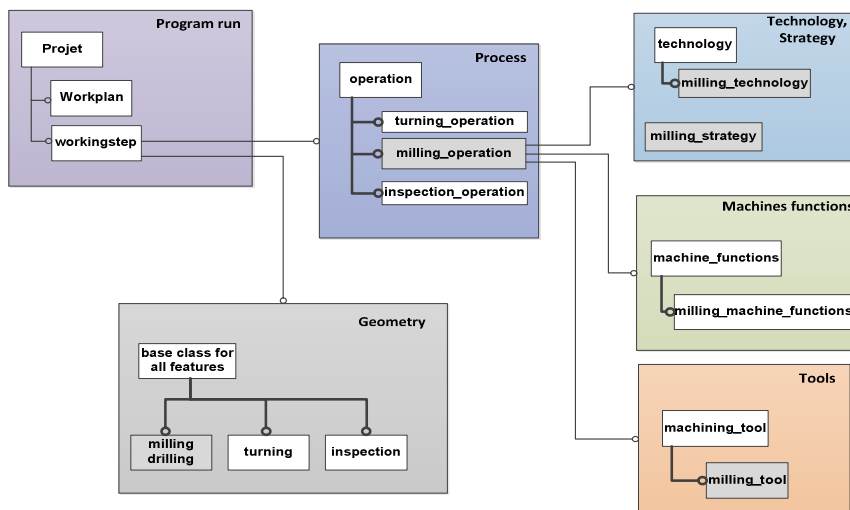 Program run
Projet
Workplan
workingstep
Process
operation
turning_operation
milling_operation
inspection_operation
Technology,
Strategy
technology
milling_technology
milling_strategy
Machines functions
machine_functions
milling_machine_functions
Geometry
base class for
all features
milling
drilling
turning
inspection
Tools
machining_tool
milling_tool